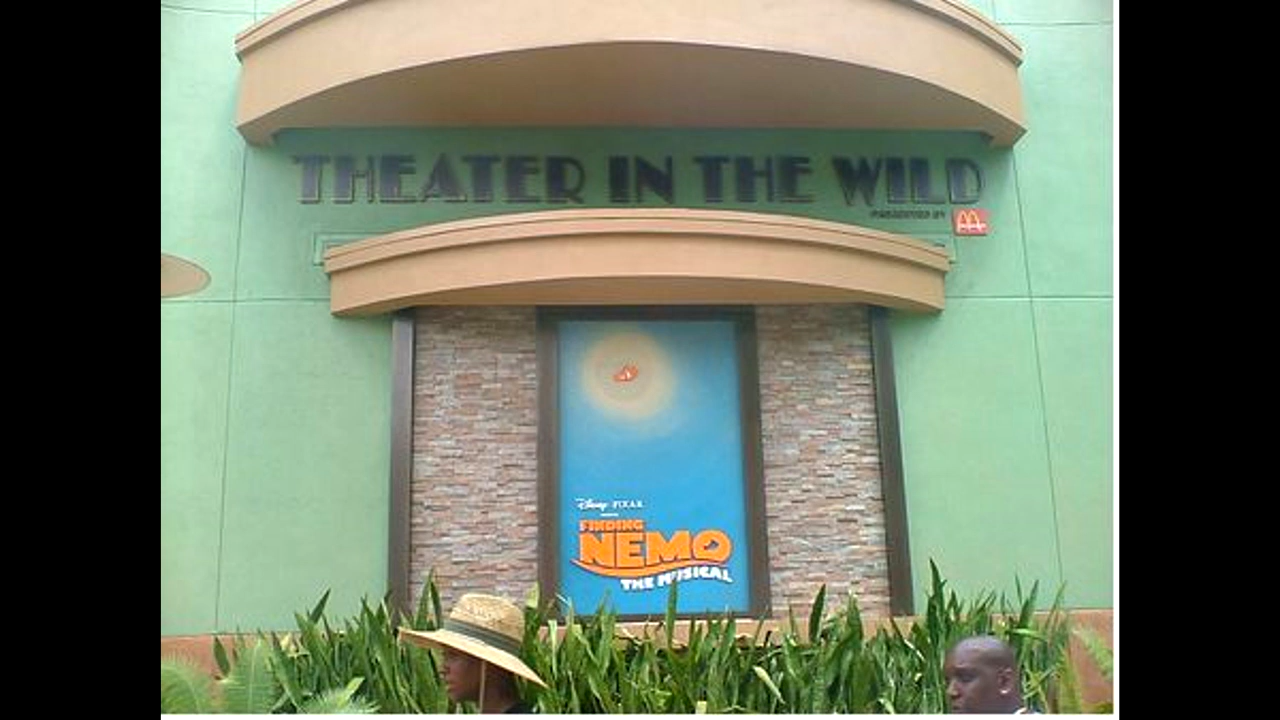 THEATER IN THE WILD
PRESENTED BY
Disney PIXAR
FINDING
NEMO
THE MUSICAL